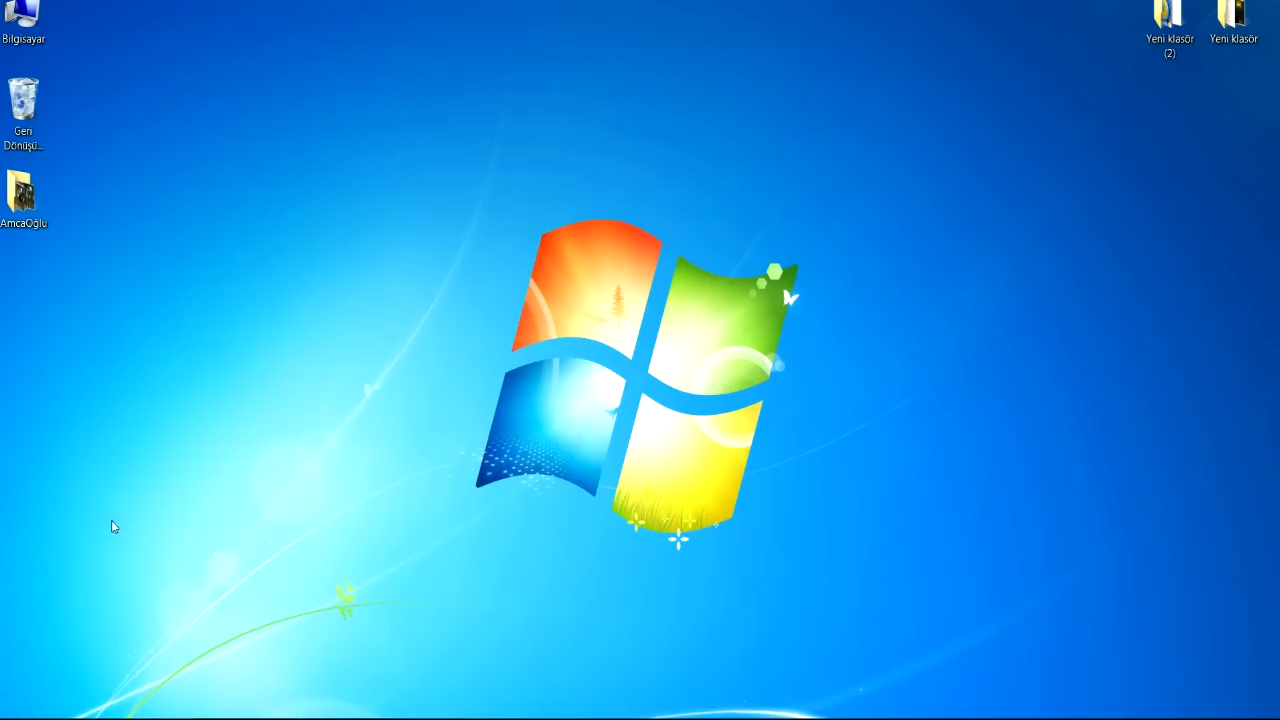 Bilgisayar
Geri
Dönüşü...
AmcaOğlu
Yeni klasör
(2)
Yeni klasör